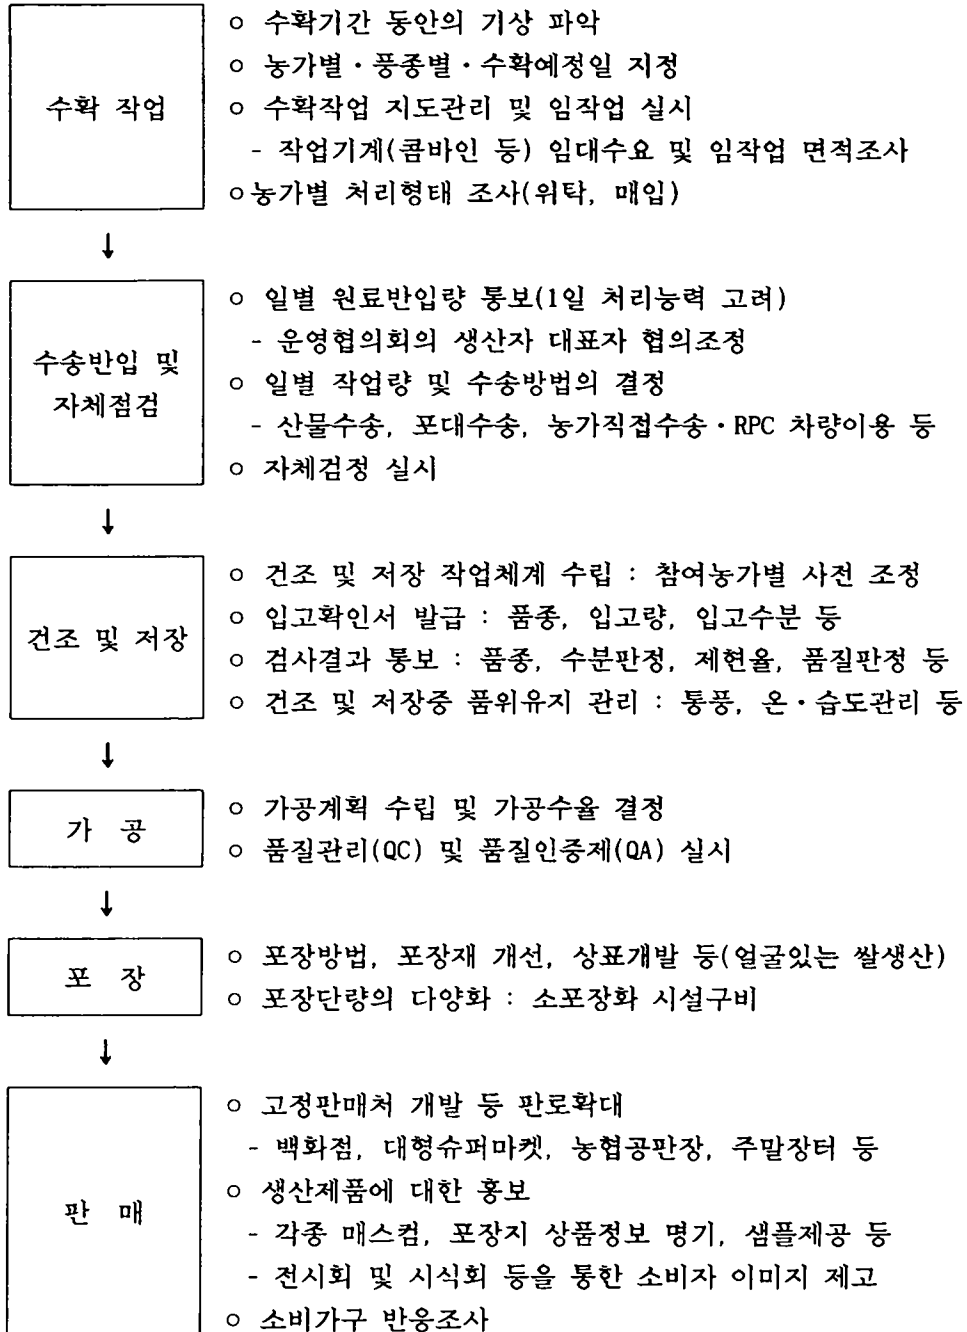 수확 작업
ㅇ 수확기간 동안의 기상 파악
ㅇ 농가별・풍종별・수확예정일 지정
ㅇ 수확작업 지도관리 및 임작업 실시
- 작업기계(콤바인 등) 임대수요 및 임작업 면적조사
ㅇ농가별 처리형태 조사(위탁, 매입)
↓
수송반입 및
자체점검
ㅇ 일별 원료반입량 통보(1일 처리능력 고려)
- 운영협의회의 생산자 대표자 협의조정
ㅇ 일별 작업량 및 수송방법의 결정
- 산물수송, 포대수송, 농가직접수송・RPC 차량이용 등
ㅇ 자체검정 실시
↓
건조 및 저장
ㅇ 건조 및 저장 작업체계 수립 : 참여농가별 사전 조정
ㅇ 입고확인서 발급 : 품종, 입고량, 입고수분 등
ㅇ 검사결과 통보 : 품종, 수분판정, 제현율, 품질판정 등
ㅇ 건조 및 저장중 품위유지 관리 : 통풍, 온・습도관리 등
↓
가 공
ㅇ 가공계획 수립 및 가공수율 결정
ㅇ 품질관리(QC) 및 품질인증제(QA) 실시
↓
포 장
ㅇ 포장방법, 포장재 개선, 상표개발 등(얼굴있는 쌀생산)
ㅇ 포장단량의 다양화 : 소포장화 시설구비
↓
판 매
ㅇ 고정판매처 개발 등 판로확대
- 백화점, 대형슈퍼마켓, 농협공판장, 주말장터 등
ㅇ 생산제품에 대한 홍보
- 각종 매스컴, 포장지 상품정보 명기, 샘플제공 등
- 전시회 및 시식회 등을 통한 소비자 이미지 제고
ㅇ 소비가구 반응조사